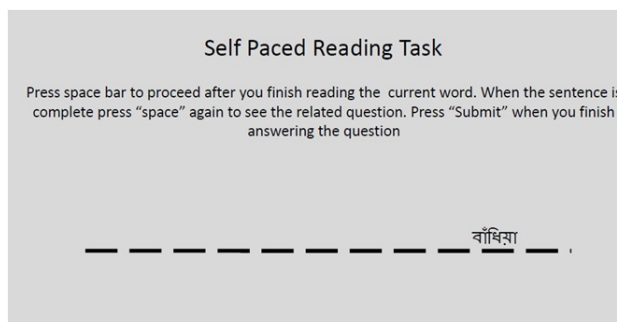 Self Paced Reading Task
Press space bar to proceed after you finish reading the current word. When the sentence is
complete press “space” again to see the related question. Press “Submit” when you finish
answering the question
বাঁধিয়া